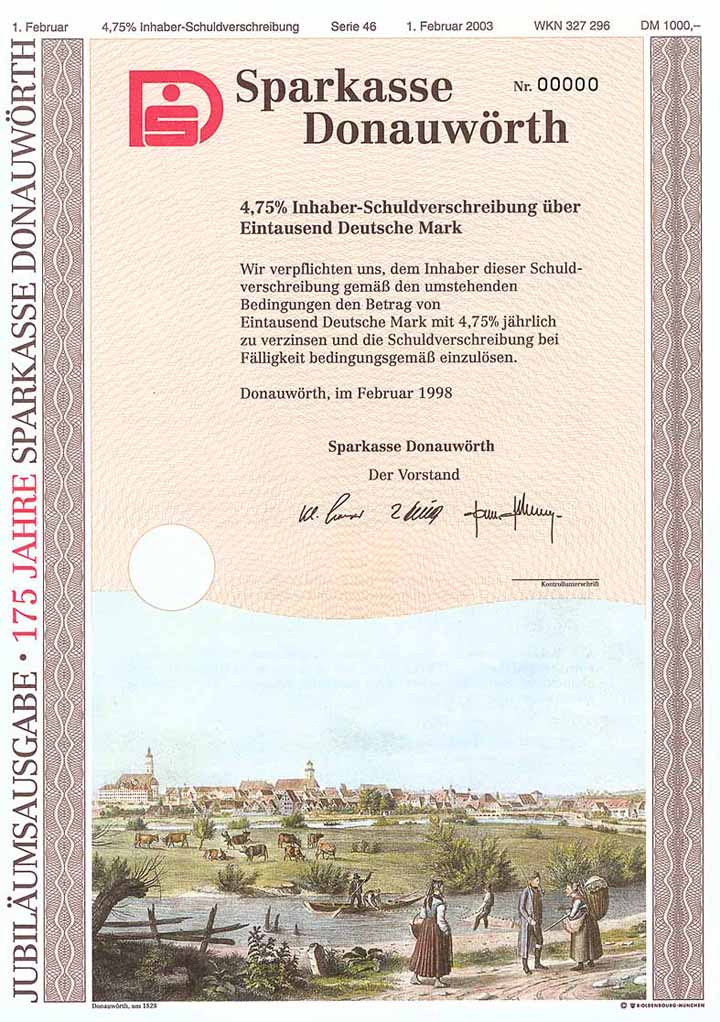 1. Februar 4,75% Inhaber-Schuldverschreibung Serie 46 1. Februar 2003 WKN 327 296 DM 1000,–
JUBILÄUMSAUSGABE • 175 JAHRE SPARKASSE DONAUWÖRTH
Sparkasse Nr. 00000
Donauwörth
4,75% Inhaber-Schuldverschreibung über
Eintausend Deutsche Mark
Wir verpflichten uns, dem Inhaber dieser Schuld-
verschreibung gemäß den umstehenden
Bedingungen den Betrag von
Eintausend Deutsche Mark mit 4,75% jährlich
zu verzinsen und die Schuldverschreibung bei
Fälligkeit bedingungsgemäß einzulösen.
Donauwörth, im Februar 1998
Sparkasse Donauwörth
Der Vorstand
Kontrollunterschrift
Donauwörth, um 1828
© R·OLDENBOURG·MÜNCHEN